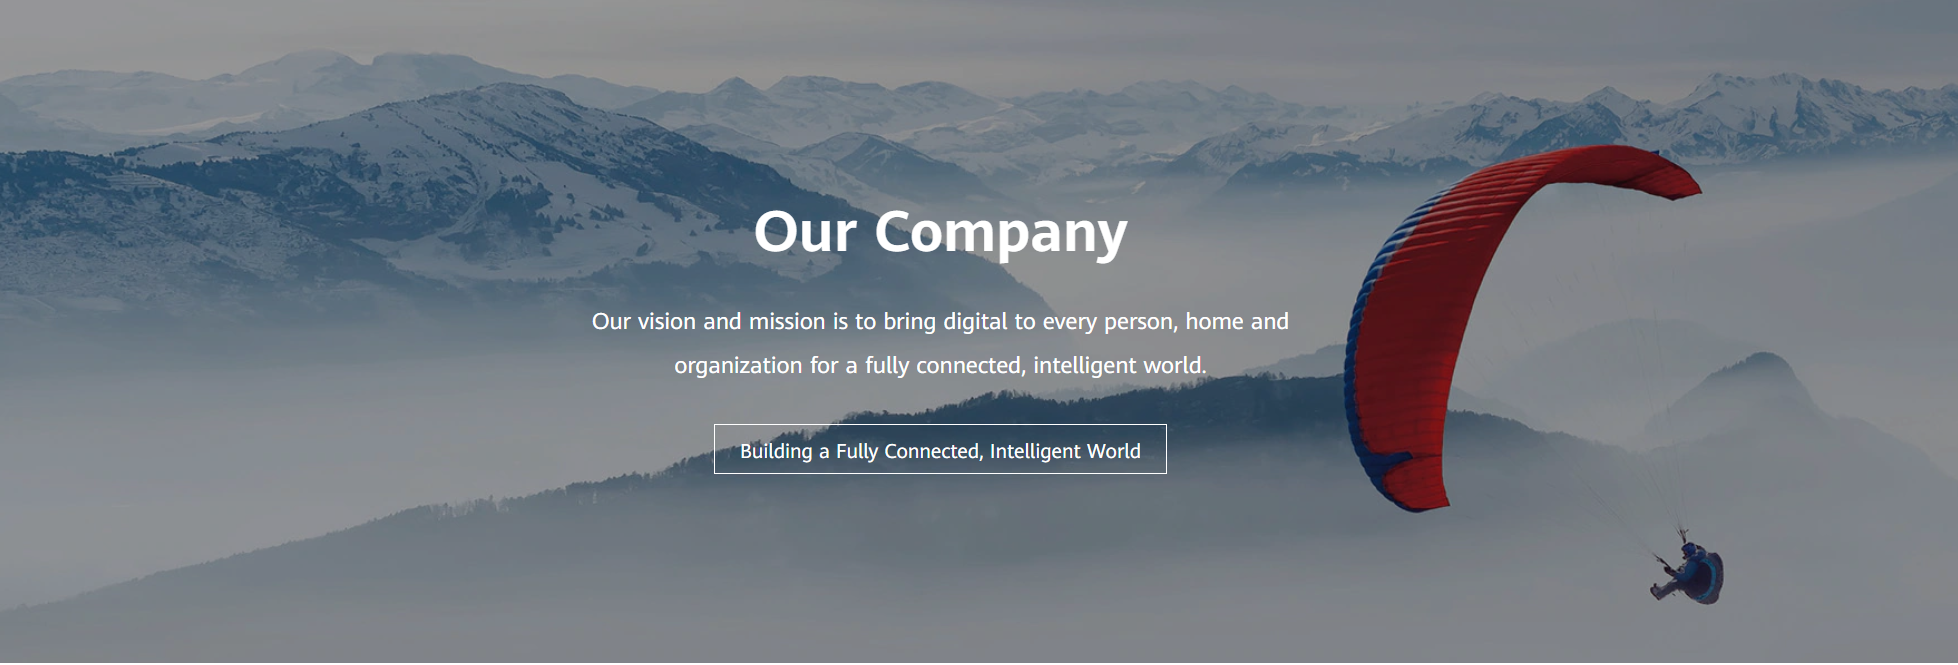 Our Company
Our vision and mission is to bring digital to every person, home and
organization for a fully connected, intelligent world.
Building a Fully Connected, Intelligent World